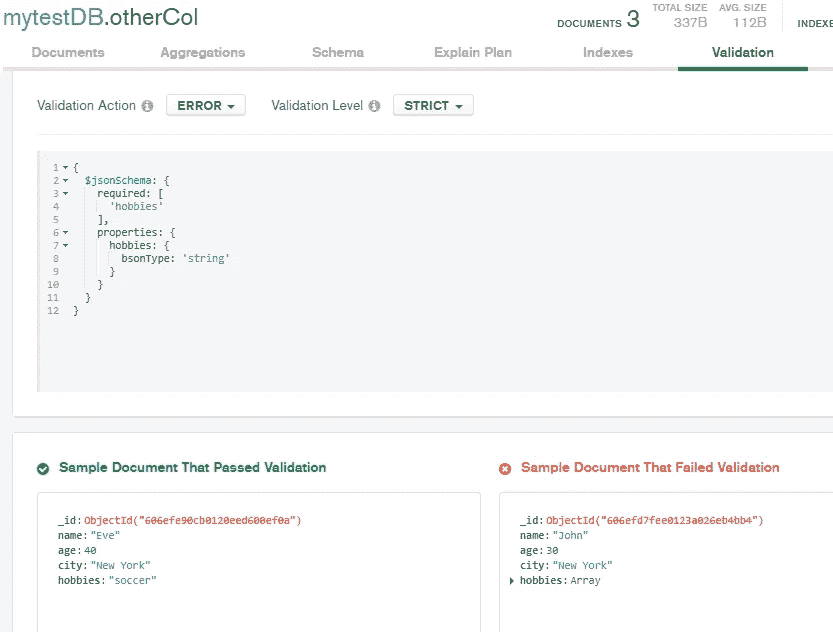 mytestDB.otherCol
DOCUMENTS 3 TOTAL SIZE 337B AVG. SIZE 112B INDEXE
Documents Aggregations Schema Explain Plan Indexes Validation
Validation Action ERROR Validation Level STRICT
1 {
2 $jsonSchema: {
3 required: [
4 'hobbies'
5 ],
6 properties: {
7 hobbies: {
8 bsonType: 'string'
9 }
10 }
11 }
12 }
Sample Document That Passed Validation
_id: ObjectId("606efe90cb0120eed600ef0a")
name: "Eve"
age: 40
city: "New York"
hobbies: "soccer"
Sample Document That Failed Validation
_id: ObjectId("606efd7fee0123a026eb4bb4")
name: "John"
age: 30
city: "New York"
hobbies: Array